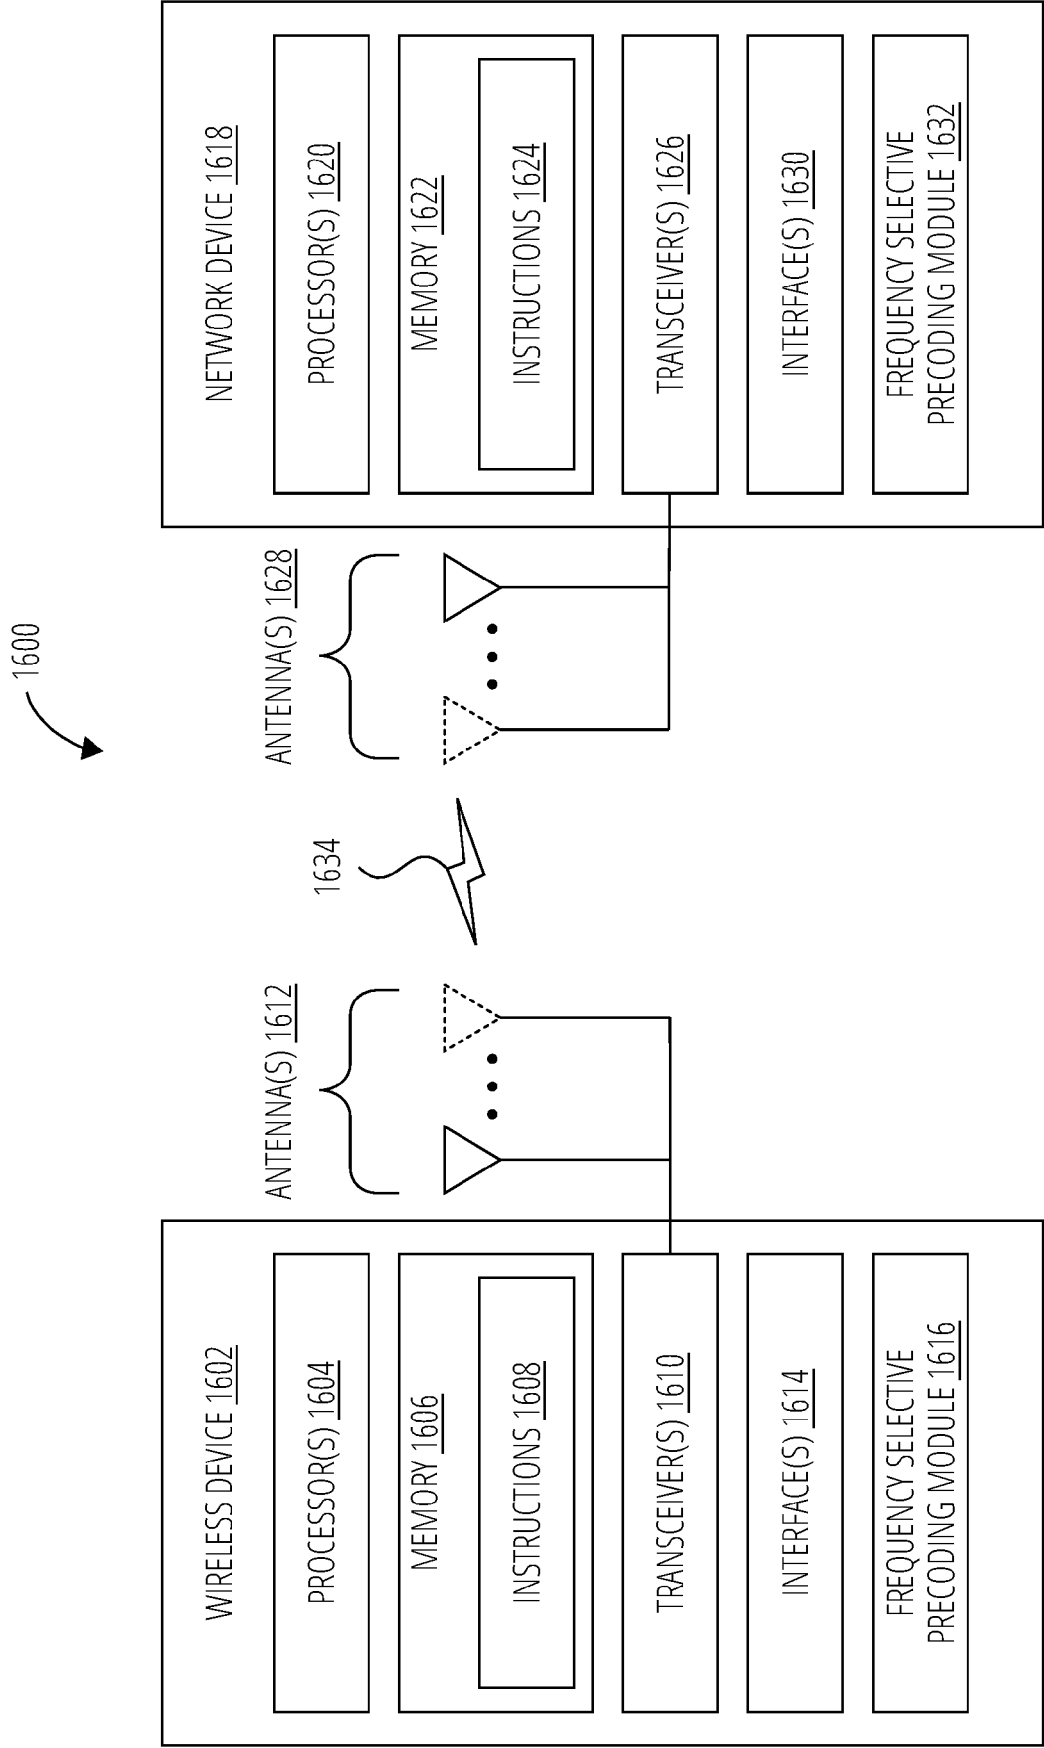 1600
WIRELESS DEVICE 1602
PROCESSOR(S) 1604
MEMORY 1606
INSTRUCTIONS 1608
TRANSCEIVER(S) 1610
INTERFACE(S) 1614
FREQUENCY SELECTIVE
PRECODING MODULE 1616
ANTENNA(S) 1612
1634
ANTENNA(S) 1628
NETWORK DEVICE 1618
PROCESSOR(S) 1620
MEMORY 1622
INSTRUCTIONS 1624
TRANSCEIVER(S) 1626
INTERFACE(S) 1630
FREQUENCY SELECTIVE
PRECODING MODULE 1632